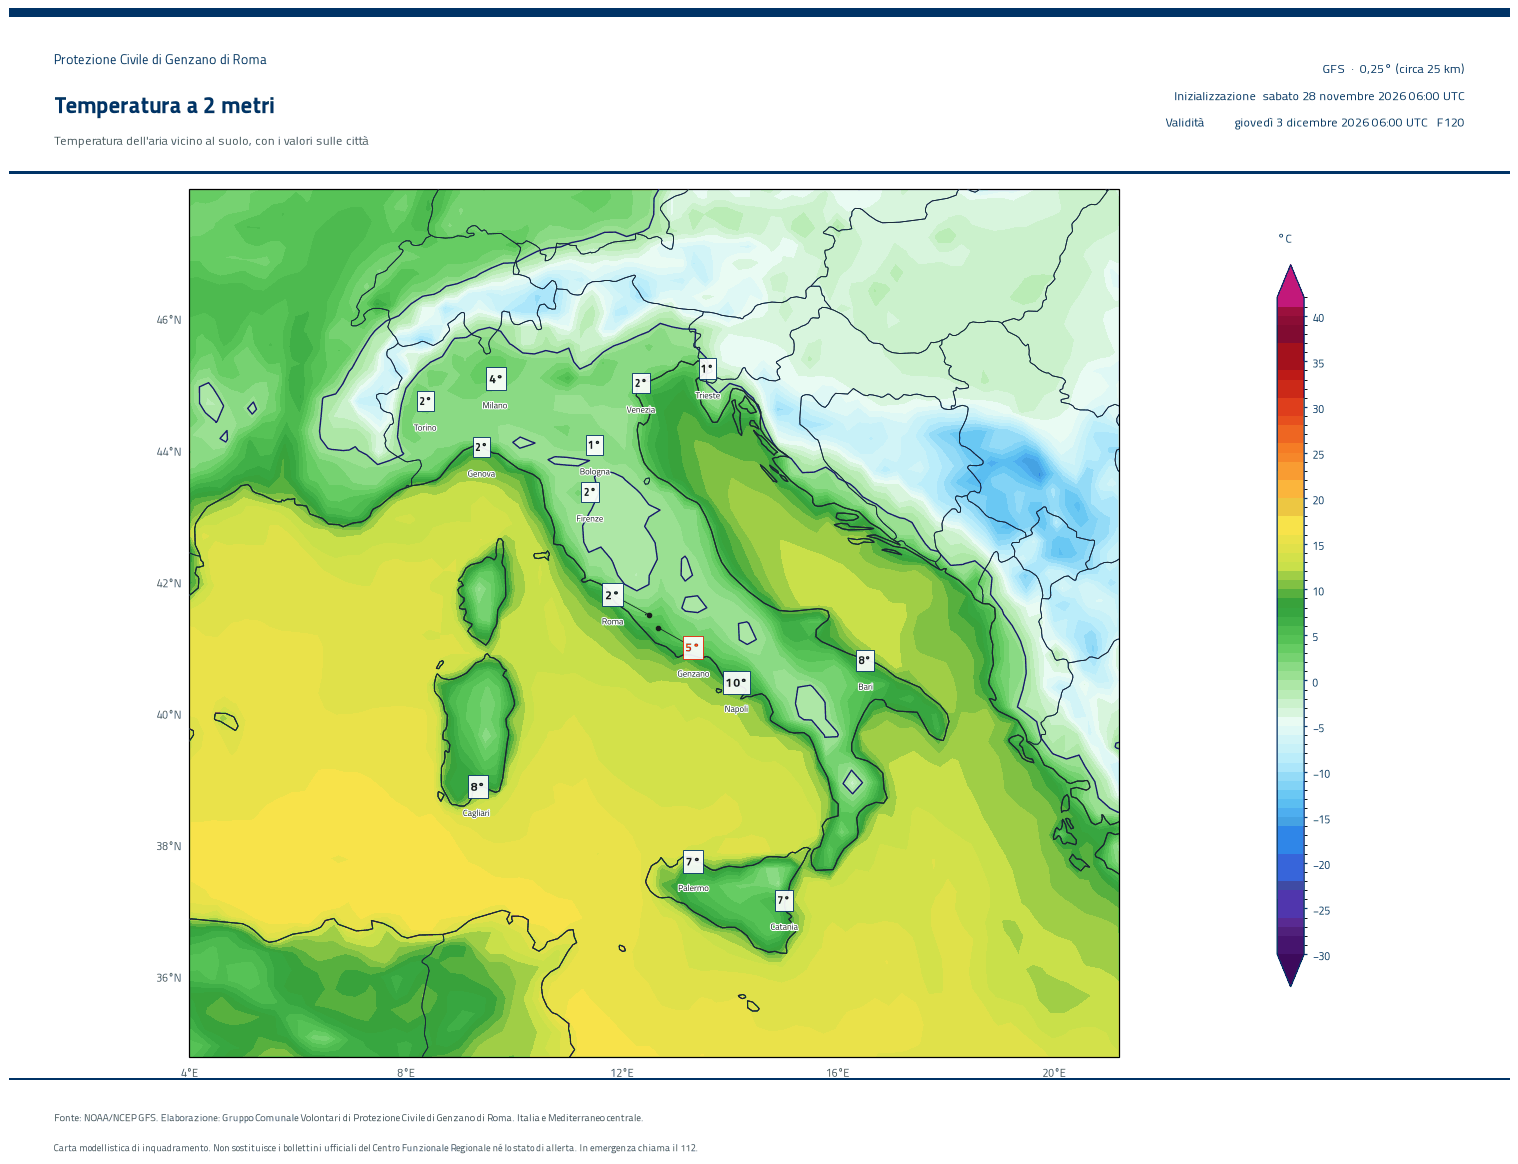 Protezione Civile di Genzano di Roma
Temperatura a 2 metri
Temperatura dell'aria vicino al suolo, con i valori sulle città
GFS · 0,25° (circa 25 km)
Inizializzazione sabato 28 novembre 2026 06:00 UTC
Validità giovedì 3 dicembre 2026 06:00 UTC F120
°C
40
35
30
25
20
15
10
5
0
−5
−10
−15
−20
−25
−30
46°N
44°N
42°N
40°N
38°N
36°N
4°E
8°E
12°E
16°E
20°E
2°
Torino
4°
Milano
2°
Venezia
1°
Trieste
2°
Genova
1°
Bologna
2°
Firenze
2°
Roma
5°
Genzano
10°
Napoli
8°
Bari
8°
Cagliari
7°
Palermo
7°
Catania
Fonte: NOAA/NCEP GFS. Elaborazione: Gruppo Comunale Volontari di Protezione Civile di Genzano di Roma. Italia e Mediterraneo centrale.
Carta modellistica di inquadramento. Non sostituisce i bollettini ufficiali del Centro Funzionale Regionale né lo stato di allerta. In emergenza chiama il 112.